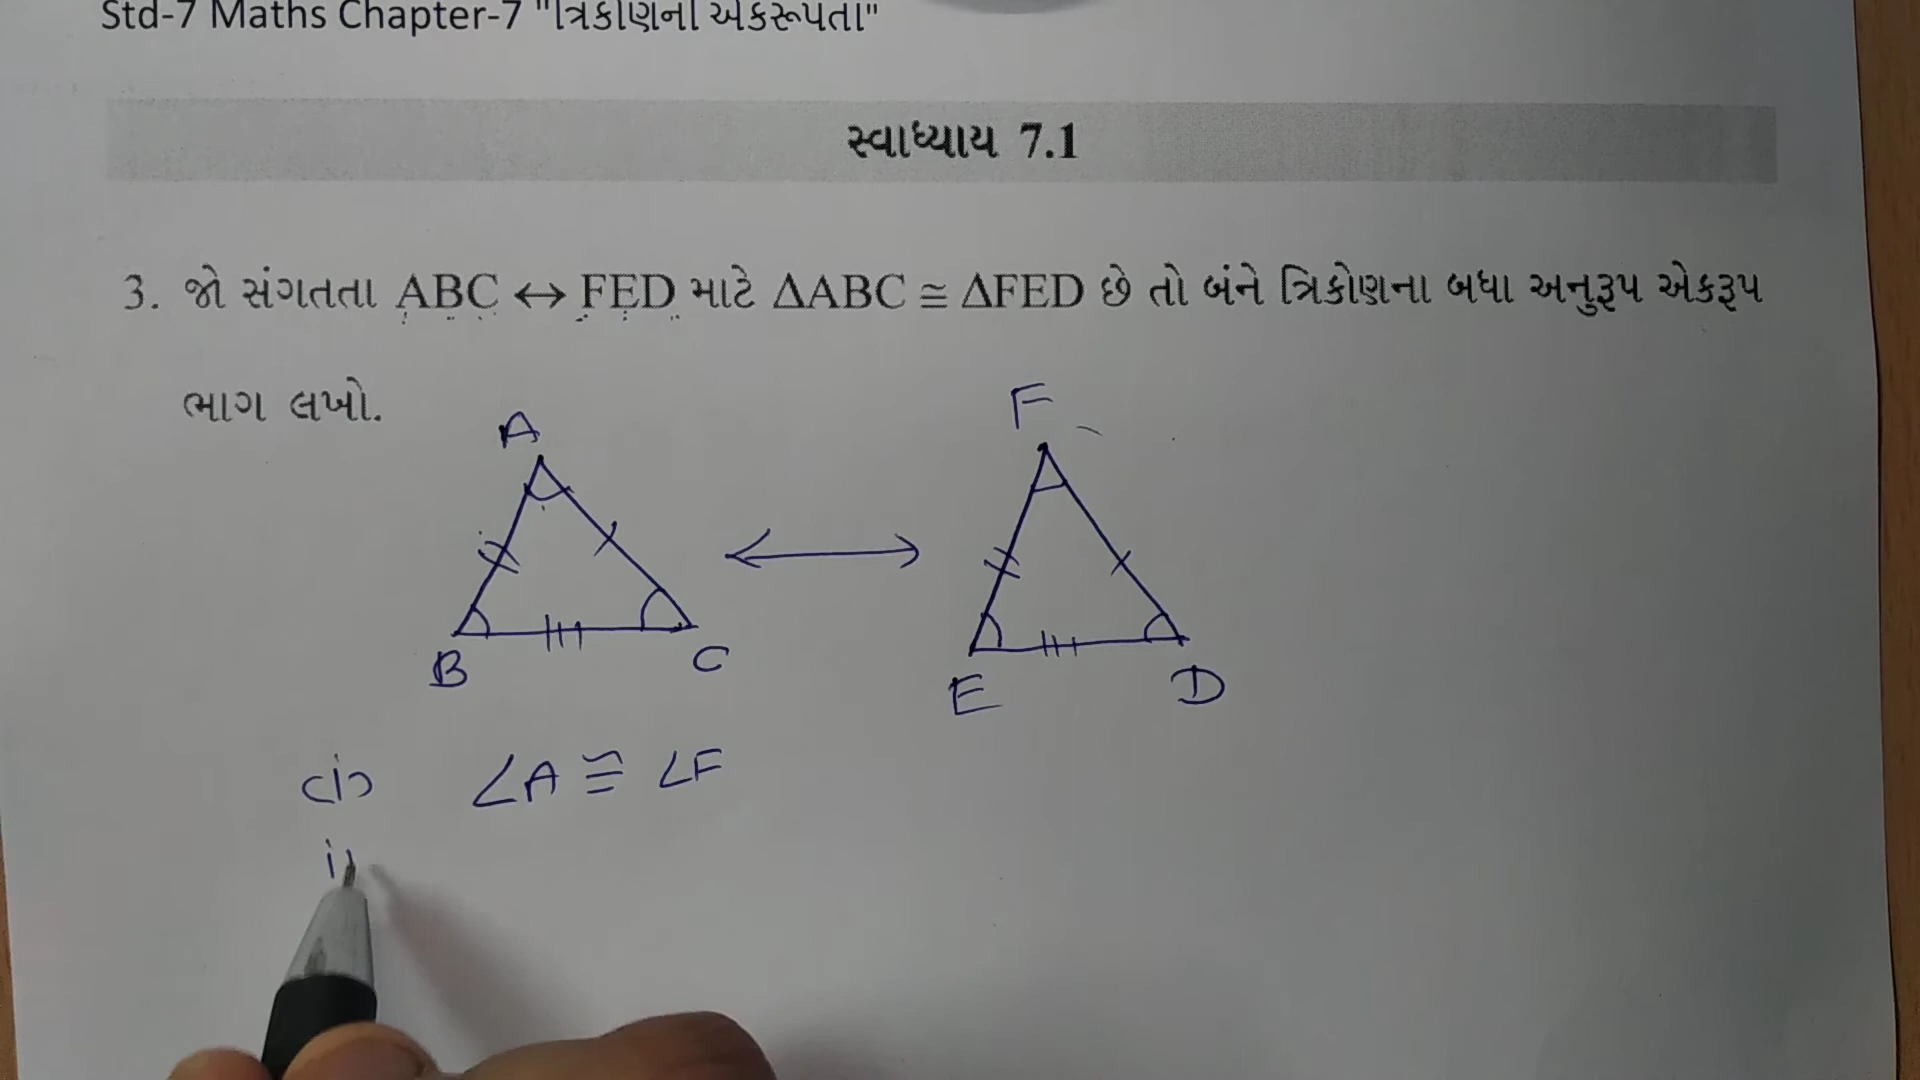 Std-7 Maths Chapter-7 "ત્રિકોણની એકરૂપતા"
સ્વાધ્યાય 7.1
3. જો સંગતતા ABC ↔ FED માટે ΔABC ≅ ΔFED છે તો બંને ત્રિકોણના બધા અનુરૂપ એકરૂપ
ભાગ લખો.
A F
B C E D
(i) ∠A ≅ ∠F
ii